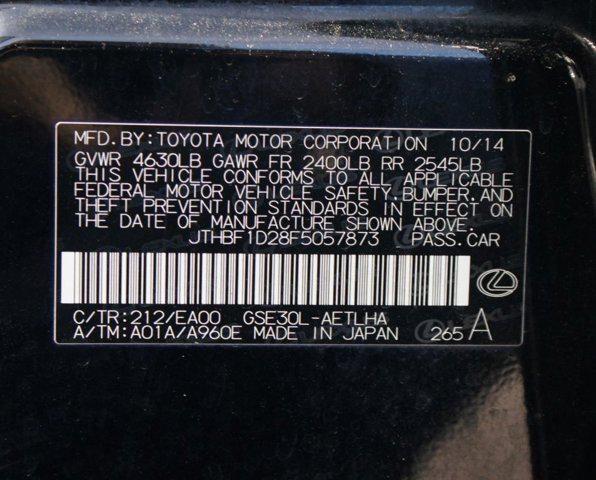 MFD.BY:TOYOTA MOTOR CORPORATION 10/14
GVWR 4630LB GAWR FR 2400LB RR 2545LB
THIS VEHICLE CONFORMS TO ALL APPLICABLE
FEDERAL MOTOR VEHICLE SAFETY,BUMPER,AND
THEFT PREVENTION STANDARDS IN EFFECT ON
THE DATE OF MANUFACTURE SHOWN ABOVE.
JTHBF1D28F5057873 PASS.CAR
C/TR:212/EA00 GSE30L-AETLHA
A/TM:A01A/A960E MADE IN JAPAN 265 A